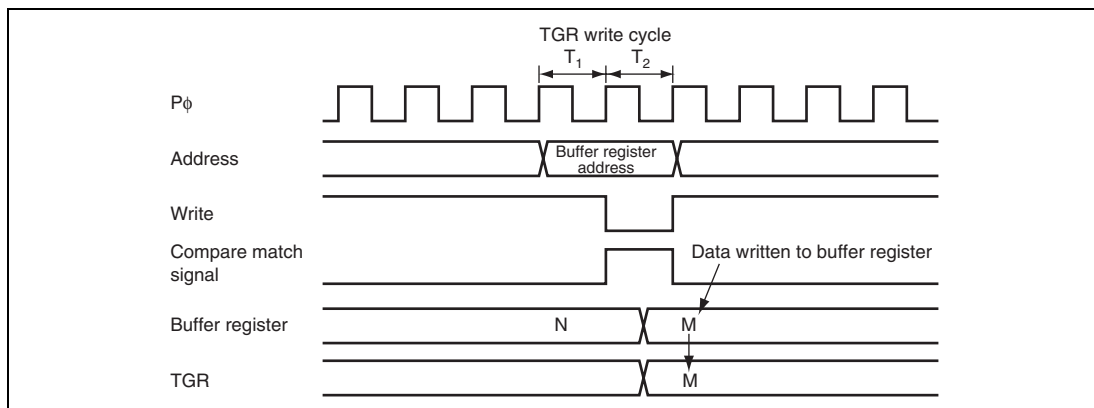 TGR write cycle
T1 T2
Pφ
Address
Buffer register
address
Write
Compare match
signal
Data written to buffer register
Buffer register
N M
TGR
M